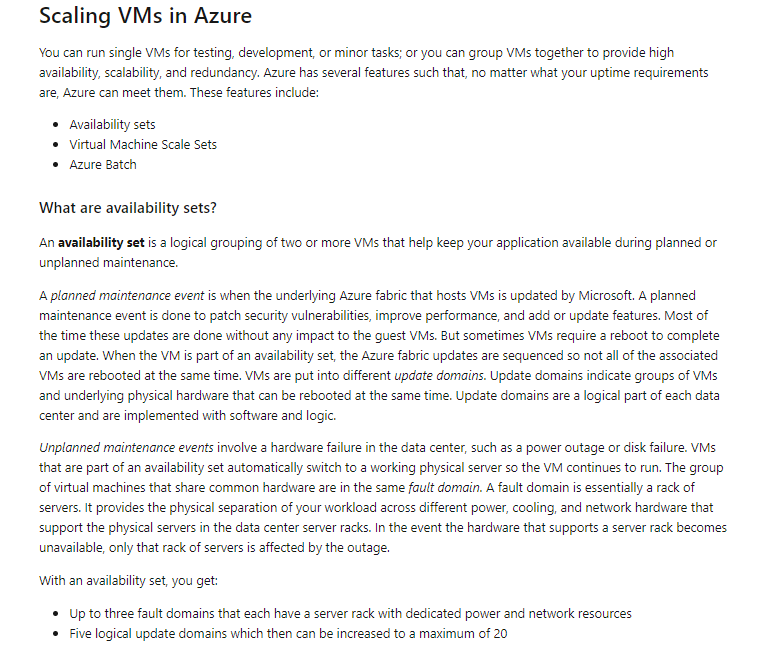 Scaling VMs in Azure
You can run single VMs for testing, development, or minor tasks; or you can group VMs together to provide high
availability, scalability, and redundancy. Azure has several features such that, no matter what your uptime requirements
are, Azure can meet them. These features include:
• Availability sets
• Virtual Machine Scale Sets
• Azure Batch
What are availability sets?
An availability set is a logical grouping of two or more VMs that help keep your application available during planned or
unplanned maintenance.
A planned maintenance event is when the underlying Azure fabric that hosts VMs is updated by Microsoft. A planned
maintenance event is done to patch security vulnerabilities, improve performance, and add or update features. Most of
the time these updates are done without any impact to the guest VMs. But sometimes VMs require a reboot to complete
an update. When the VM is part of an availability set, the Azure fabric updates are sequenced so not all of the associated
VMs are rebooted at the same time. VMs are put into different update domains. Update domains indicate groups of VMs
and underlying physical hardware that can be rebooted at the same time. Update domains are a logical part of each data
center and are implemented with software and logic.
Unplanned maintenance events involve a hardware failure in the data center, such as a power outage or disk failure. VMs
that are part of an availability set automatically switch to a working physical server so the VM continues to run. The group
of virtual machines that share common hardware are in the same fault domain. A fault domain is essentially a rack of
servers. It provides the physical separation of your workload across different power, cooling, and network hardware that
support the physical servers in the data center server racks. In the event the hardware that supports a server rack becomes
unavailable, only that rack of servers is affected by the outage.
With an availability set, you get:
• Up to three fault domains that each have a server rack with dedicated power and network resources
• Five logical update domains which then can be increased to a maximum of 20